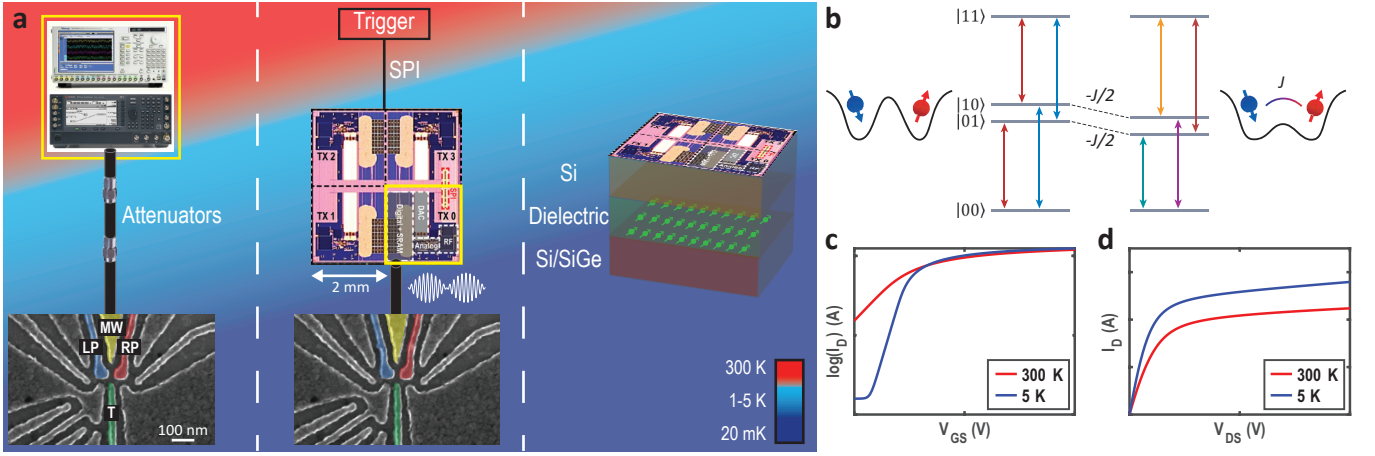 a
Trigger
SPI
Attenuators
TX 2
TX 3
SPI
TX 1
TX 0
Digital + SRAM
DAC
Analog
RF
2 mm
Si
Dielectric
Si/SiGe
MW
LP
RP
T
100 nm
300 K
1-5 K
20 mK
b
|11⟩
|10⟩
|01⟩
|00⟩
-J/2
-J/2
J
c
log(I_D) (A)
300 K
5 K
V_GS (V)
d
I_D (A)
300 K
5 K
V_DS (V)